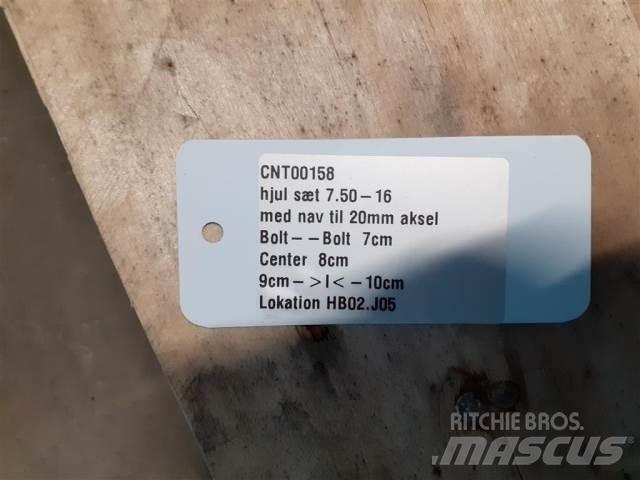 CNT00158
hjul sæt 7.50-16
med nav til 20mm aksel
Bolt--Bolt 7cm
Center 8cm
9cm->I<-10cm
Lokation HB02.J05
RITCHIE BROS.
MASCUS